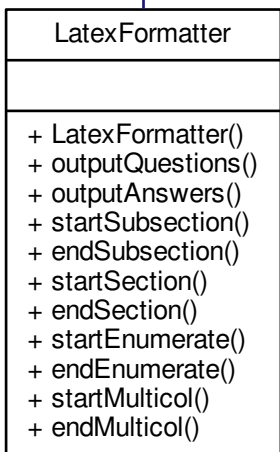 LatexFormatter
+ LatexFormatter()
+ outputQuestions()
+ outputAnswers()
+ startSubsection()
+ endSubsection()
+ startSection()
+ endSection()
+ startEnumerate()
+ endEnumerate()
+ startMulticol()
+ endMulticol()